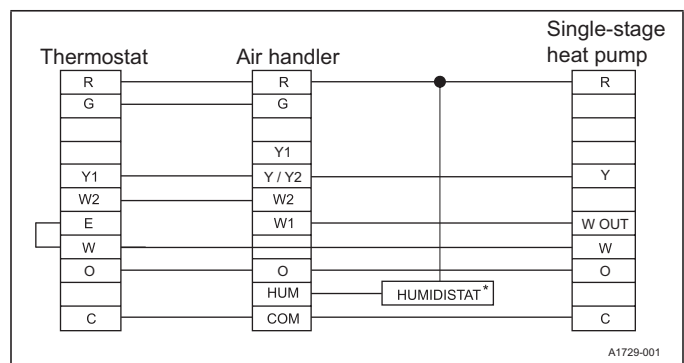 Thermostat
Air handler
Single-stage
heat pump
R R R
G G
Y1
Y1 Y / Y2 Y
W2 W2
E W1 W OUT
W W
O O O
HUM HUMIDISTAT*
C COM C
A1729-001